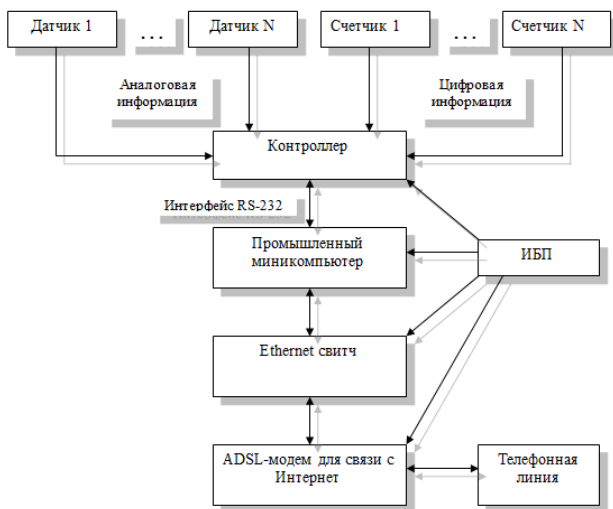 Датчик 1
...
Датчик N
Счетчик 1
...
Счетчик N
Аналоговая
информация
Цифровая
информация
Контроллер
Интерфейс RS-232
Промышленный
миникомпьютер
ИБП
Ethernet свитч
ADSL-модем для связи с
Интернет
Телефонная
линия